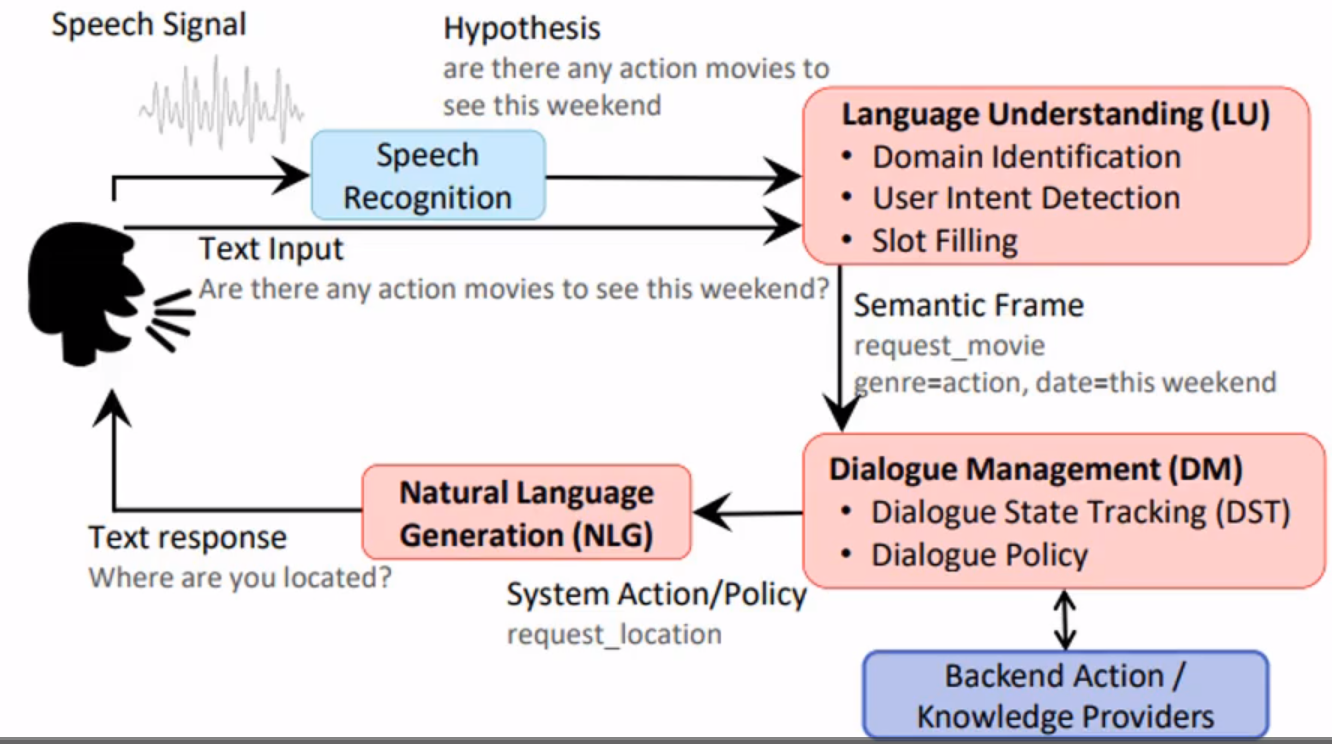 Speech Signal
Hypothesis
are there any action movies to
see this weekend
Speech
Recognition
Language Understanding (LU)
• Domain Identification
• User Intent Detection
• Slot Filling
Text Input
Are there any action movies to see this weekend?
Semantic Frame
request_movie
genre=action, date=this weekend
Dialogue Management (DM)
• Dialogue State Tracking (DST)
• Dialogue Policy
Natural Language
Generation (NLG)
Text response
Where are you located?
System Action/Policy
request_location
Backend Action /
Knowledge Providers